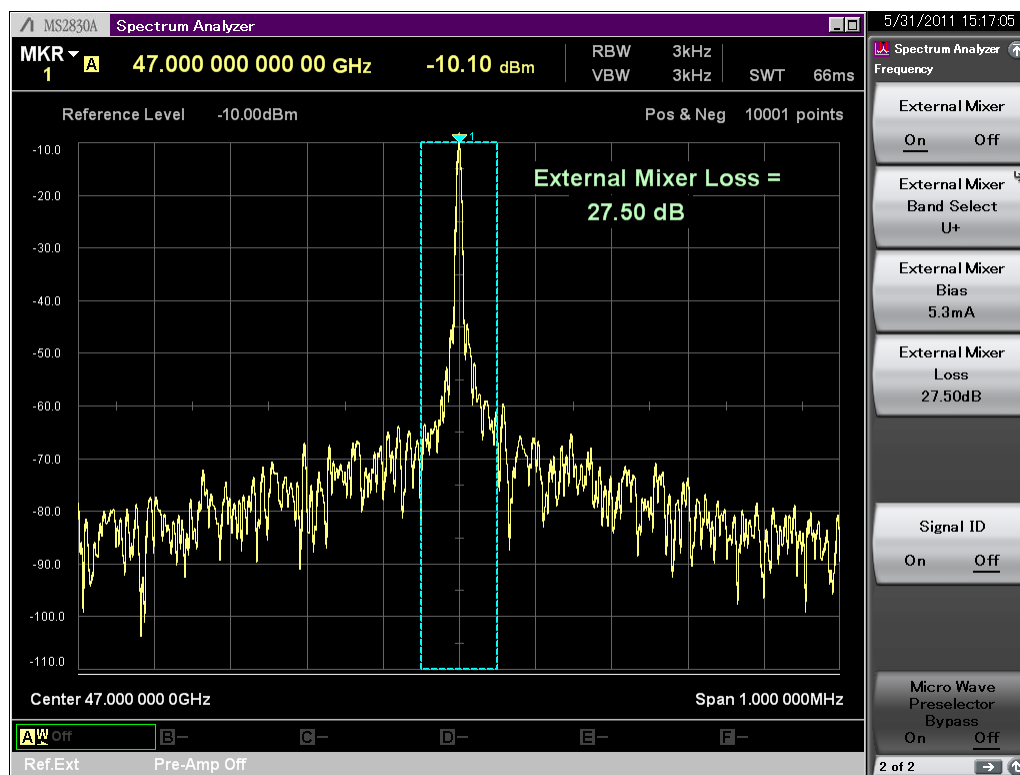 MS2830A Spectrum Analyzer
5/31/2011 15:17:05
MKR
1
A
47.000 000 000 00 GHz
-10.10 dBm
RBW 3kHz
VBW 3kHz
SWT 66ms
Reference Level -10.00dBm
Pos & Neg 10001 points
1
External Mixer Loss =
27.50 dB
-10.0
-20.0
-30.0
-40.0
-50.0
-60.0
-70.0
-80.0
-90.0
-100.0
-110.0
Center 47.000 000 0GHz
Span 1.000 000MHz
A W Off B- C- D- E- F-
Ref.Ext Pre-Amp Off
Spectrum Analyzer
Frequency
External Mixer
On Off
External Mixer
Band Select
U+
External Mixer
Bias
5.3mA
External Mixer
Loss
27.50dB
Signal ID
On Off
Micro Wave
Preselector
Bypass
On Off
2 of 2